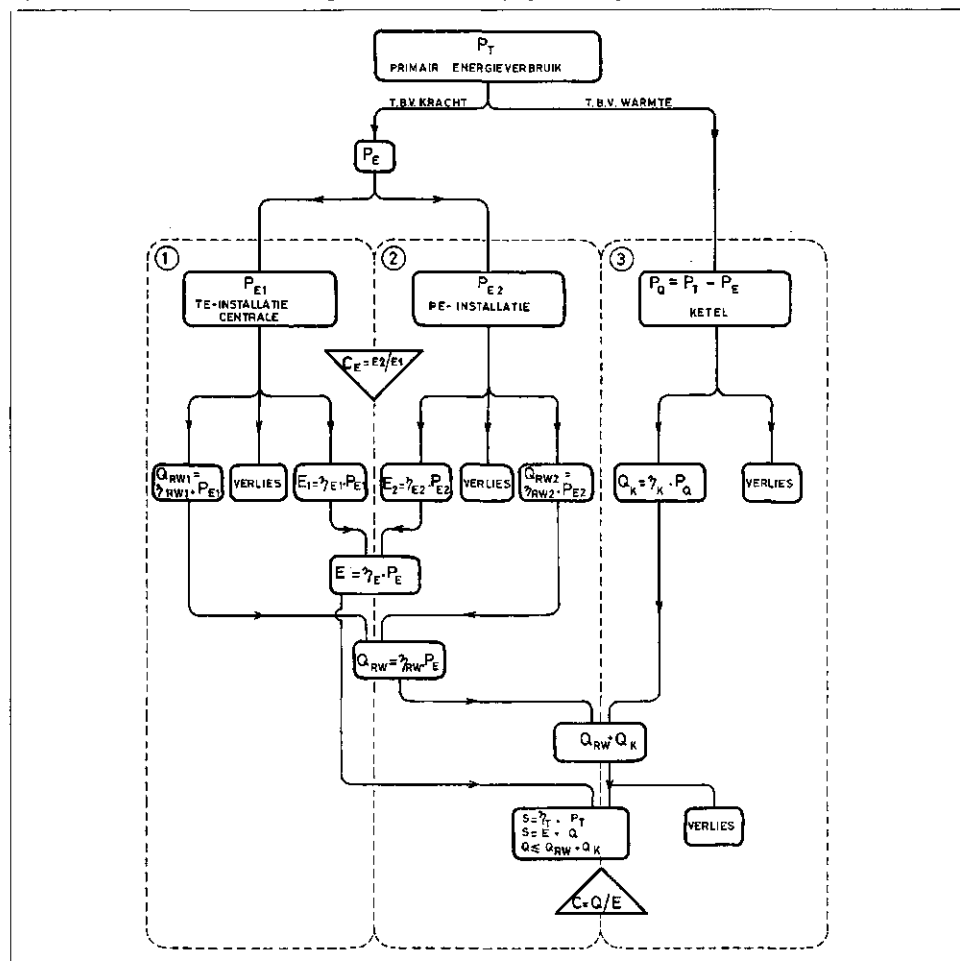 P_T
PRIMAIR ENERGIEVERBRUIK
T.B.V. KRACHT
T.B.V. WARMTE
P_E
1
2
3
P_E1
TE-INSTALLATIE
CENTRALE
P_E2
PE-INSTALLATIE
P_Q = P_T - P_E
KETEL
C_E = E2/E1
Q_RW1 =
η_RW1 · P_E1
VERLIES
E_1 = η_E1 · P_E1
E_2 = η_E2 · P_E2
VERLIES
Q_RW2 =
η_RW2 · P_E2
Q_K = η_K · P_Q
VERLIES
E = η_E · P_E
Q_RW = η_RW · P_E
Q_RW + Q_K
S = η_T · P_T
S = E + Q
Q ≤ Q_RW + Q_K
VERLIES
C = Q/E